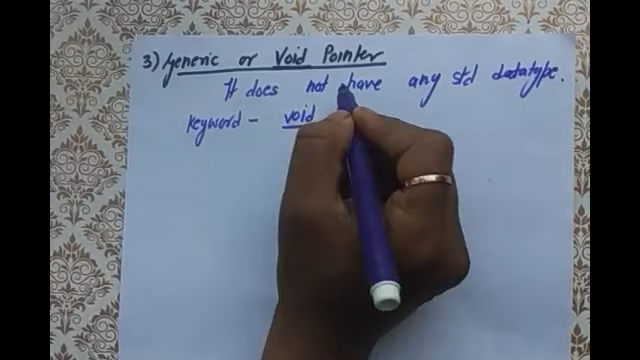 3) Generic or Void Pointer
It does not have any std datatype.
Keyword - void